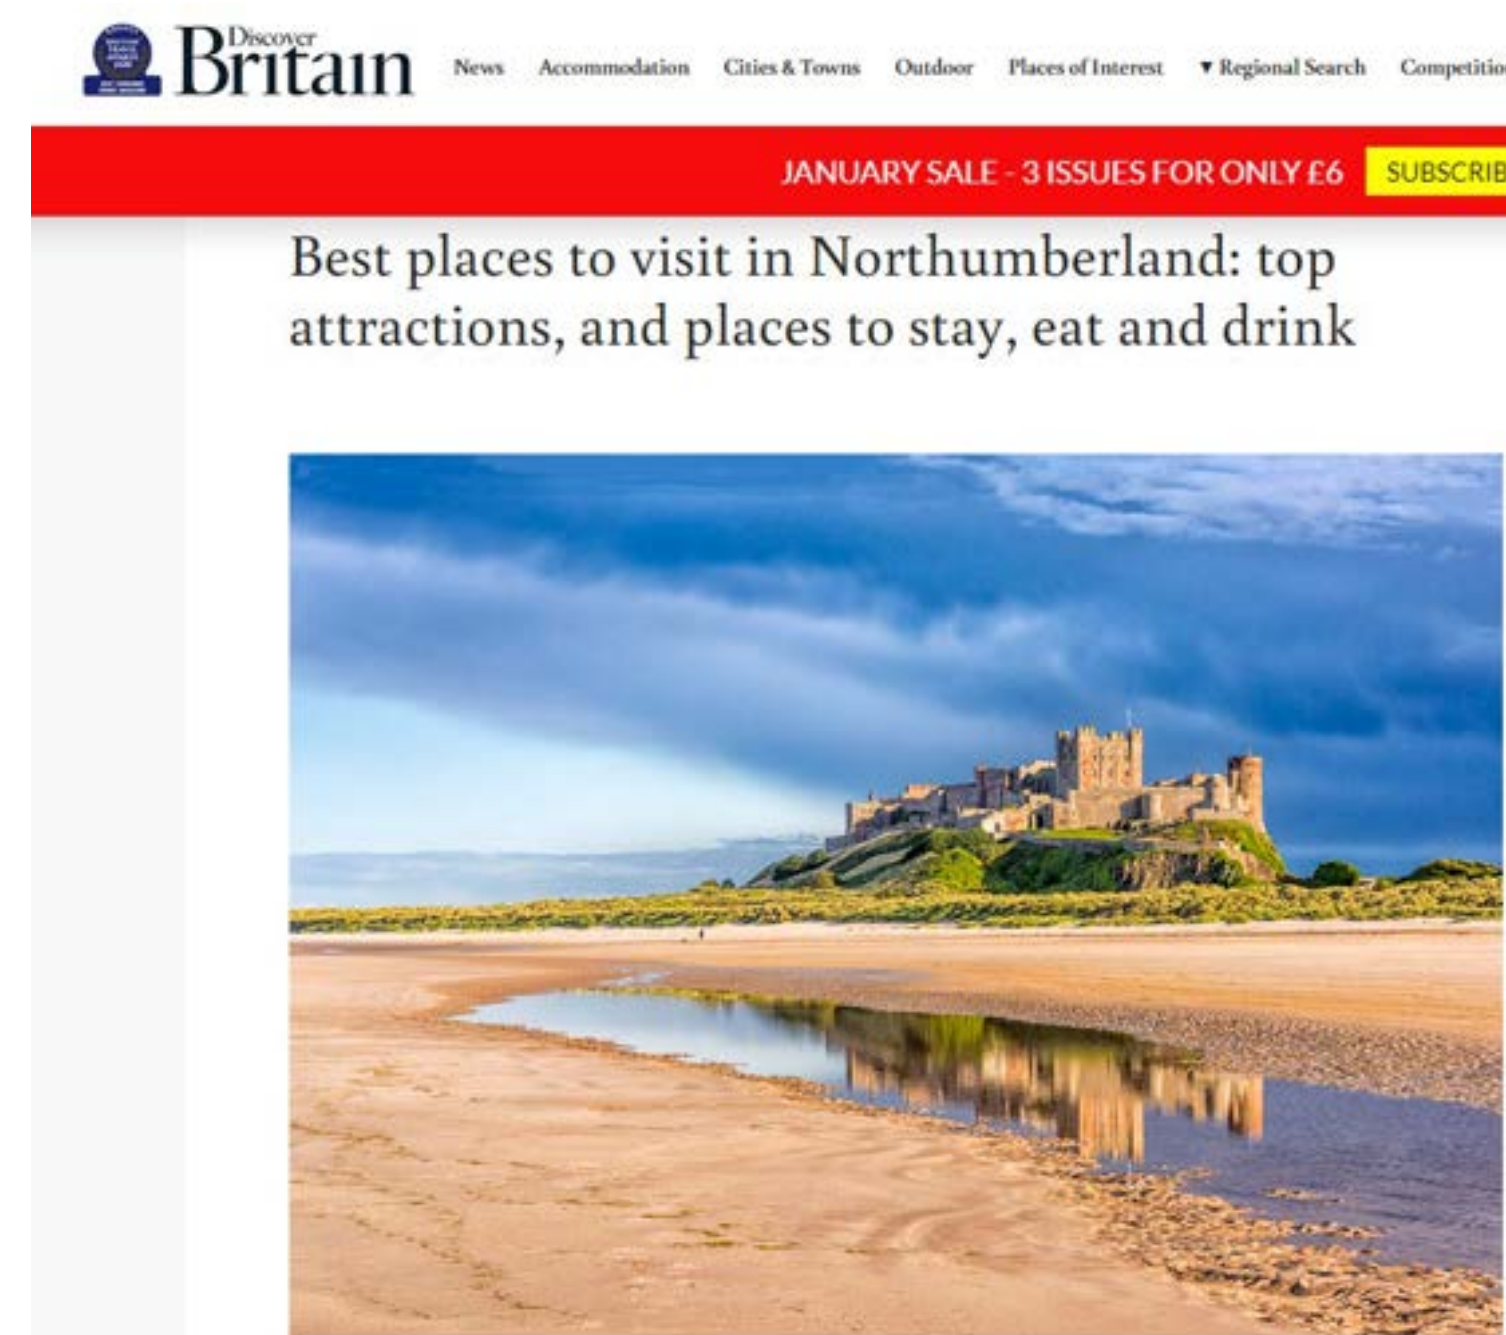 Discover
Britain
News Accommodation Cities & Towns Outdoor Places of Interest ▼ Regional Search
JANUARY SALE - 3 ISSUES FOR ONLY £6
Best places to visit in Northumberland: top
attractions, and places to stay, eat and drink